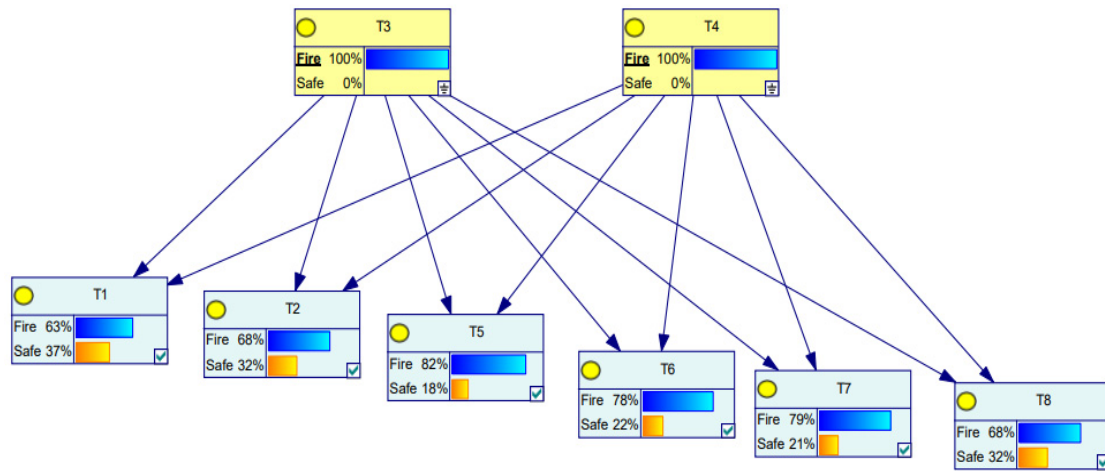 T3
Fire 100%
Safe 0%
T4
Fire 100%
Safe 0%
T1
Fire 63%
Safe 37%
T2
Fire 68%
Safe 32%
T5
Fire 82%
Safe 18%
T6
Fire 78%
Safe 22%
T7
Fire 79%
Safe 21%
T8
Fire 68%
Safe 32%